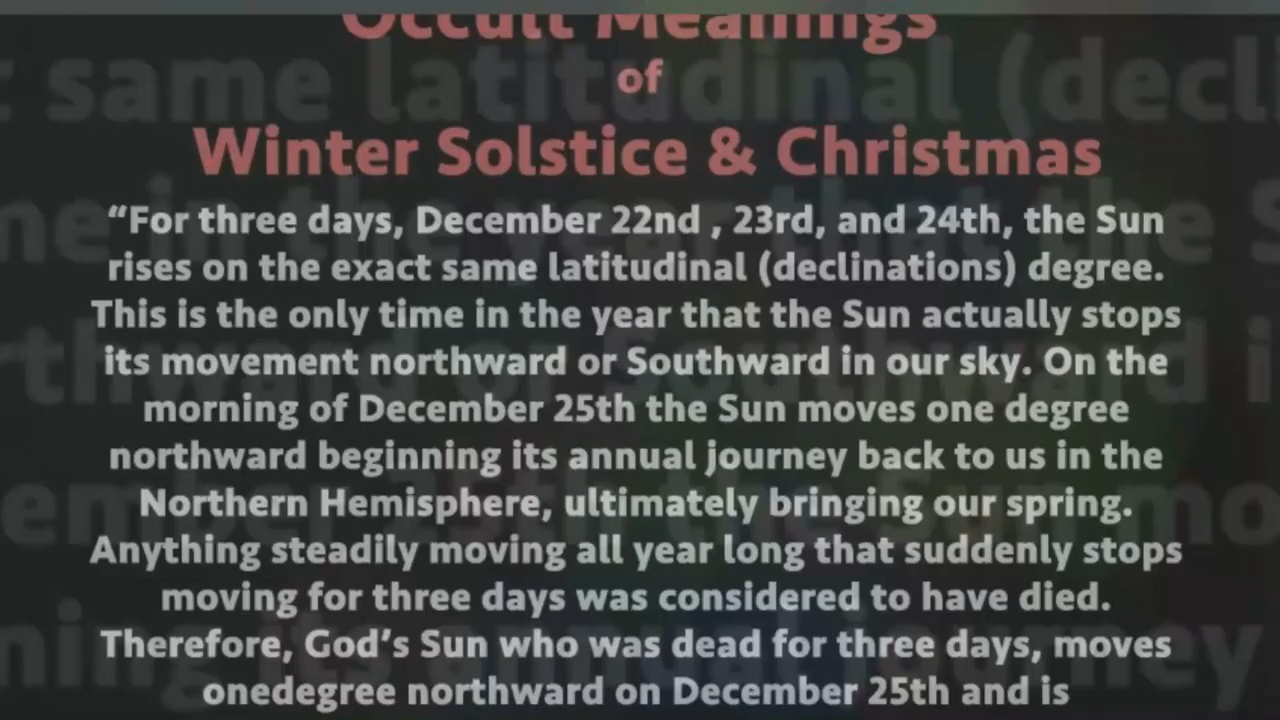 Occult Meanings
of
Winter Solstice & Christmas
“For three days, December 22nd , 23rd, and 24th, the Sun
rises on the exact same latitudinal (declinations) degree.
This is the only time in the year that the Sun actually stops
its movement northward or Southward in our sky. On the
morning of December 25th the Sun moves one degree
northward beginning its annual journey back to us in the
Northern Hemisphere, ultimately bringing our spring.
Anything steadily moving all year long that suddenly stops
moving for three days was considered to have died.
Therefore, God’s Sun who was dead for three days, moves
onedegree northward on December 25th and is